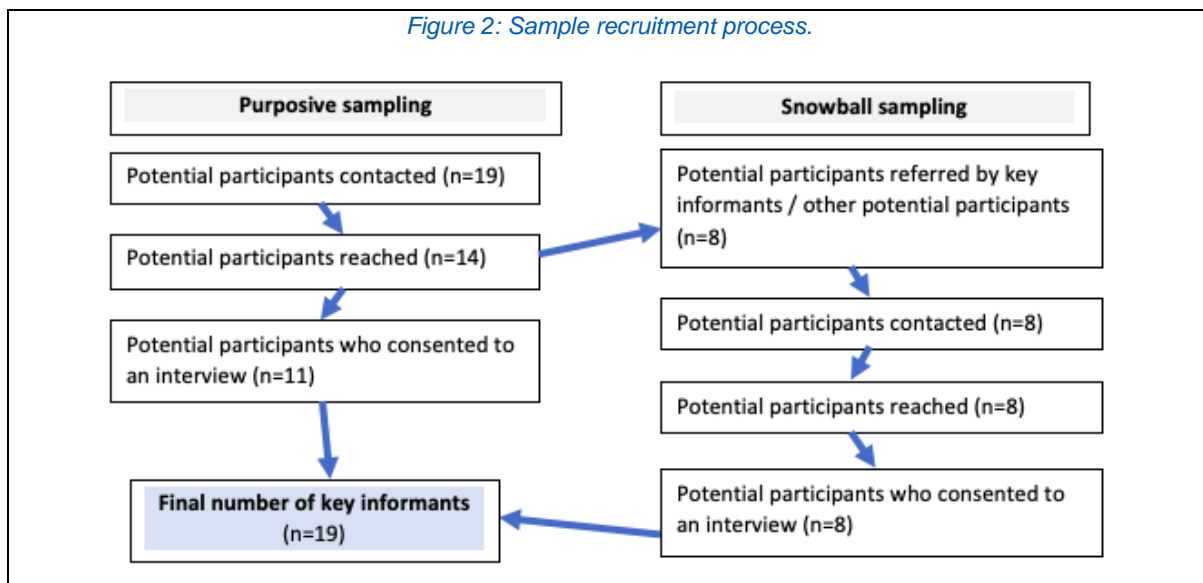 Figure 2: Sample recruitment process.
Purposive sampling
Potential participants contacted (n=19)
Potential participants reached (n=14)
Potential participants who consented to
an interview (n=11)
Final number of key informants
(n=19)
Snowball sampling
Potential participants referred by key
informants / other potential participants
(n=8)
Potential participants contacted (n=8)
Potential participants reached (n=8)
Potential participants who consented to
an interview (n=8)